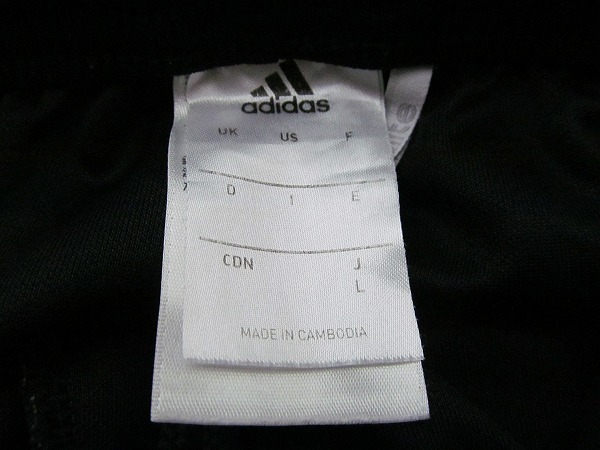 adidas
UK US F
D I E
CDN J
L
MADE IN CAMBODIA